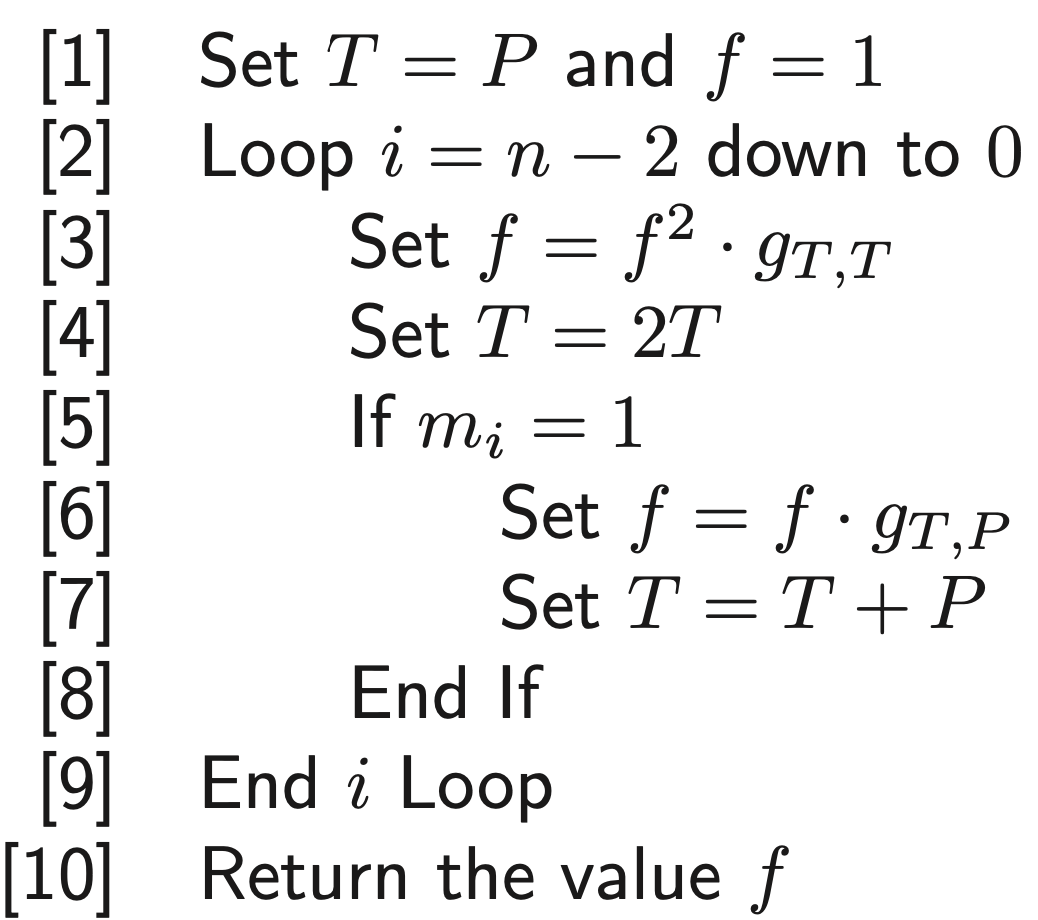 [1] Set T = P and f = 1
[2] Loop i = n − 2 down to 0
[3] Set f = f² · g_{T,T}
[4] Set T = 2T
[5] If m_i = 1
[6] Set f = f · g_{T,P}
[7] Set T = T + P
[8] End If
[9] End i Loop
[10] Return the value f